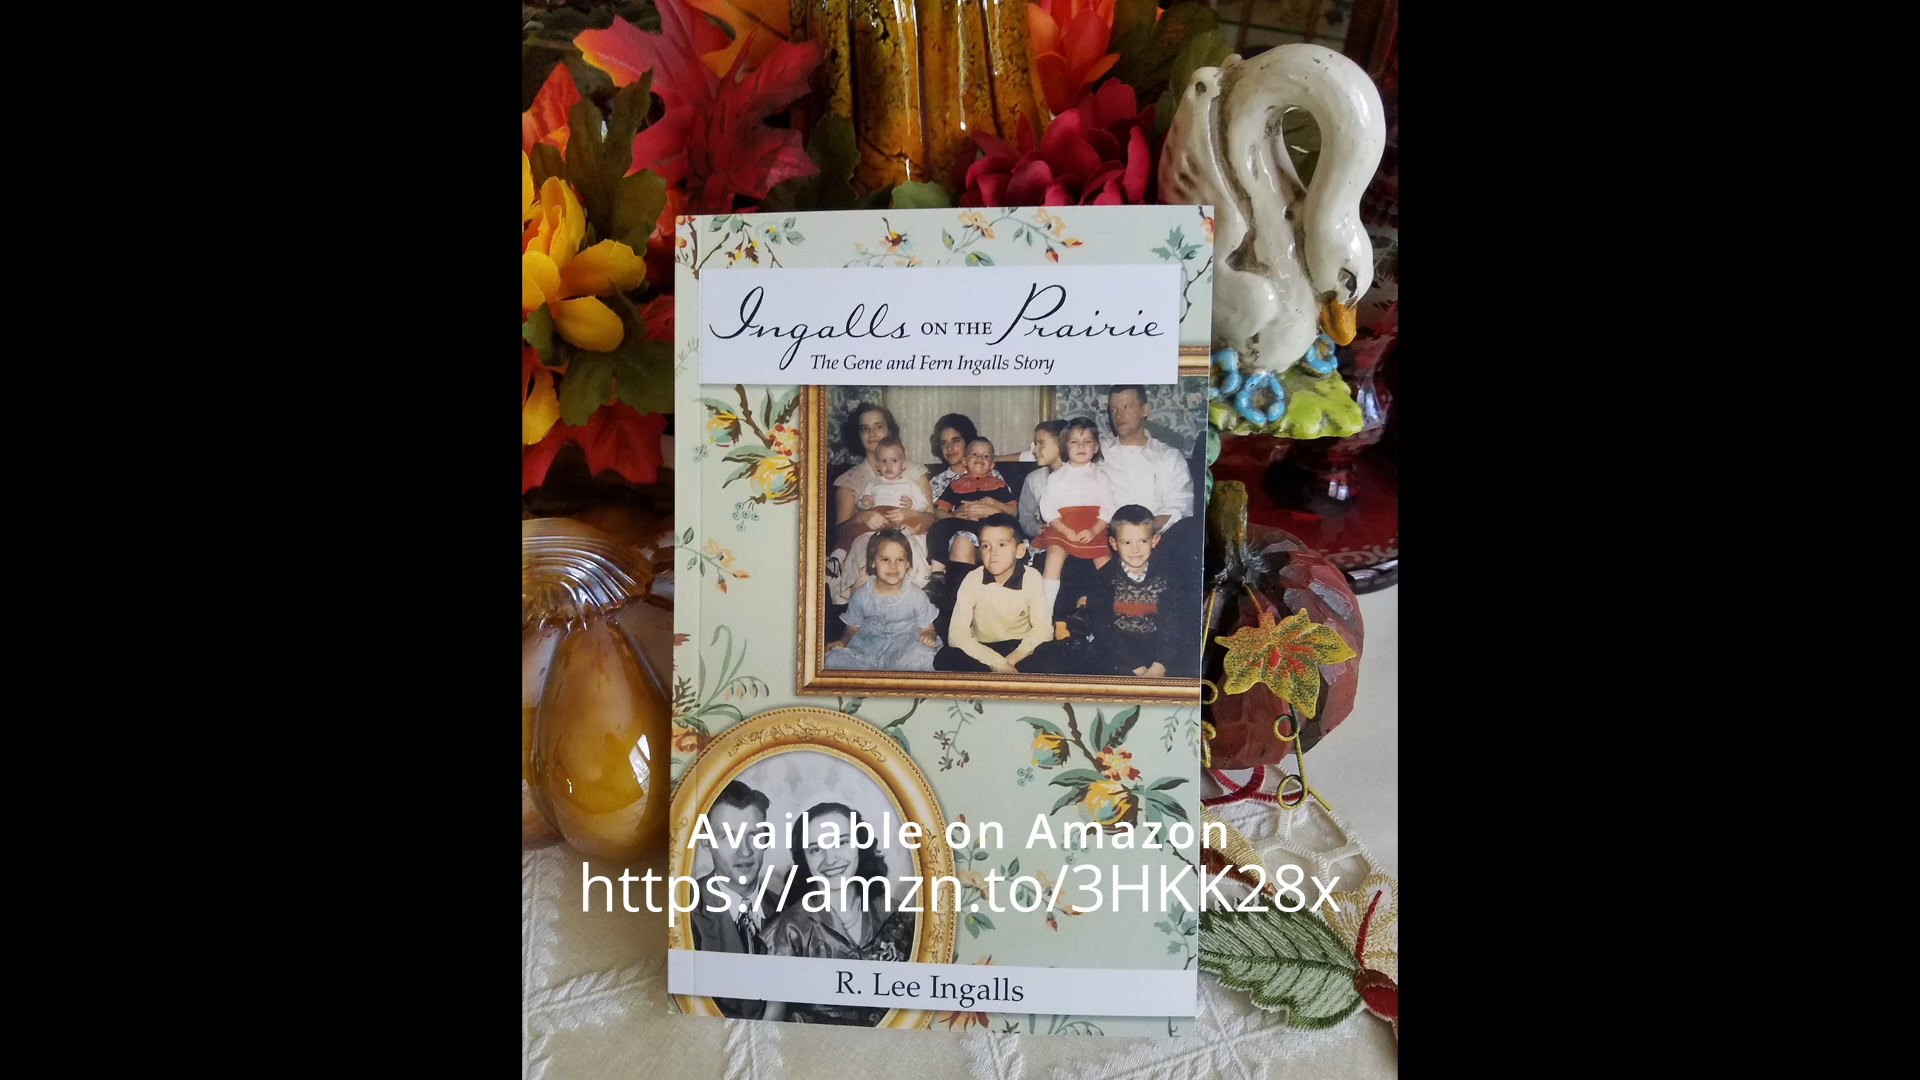 Ingalls ON THE Prairie
The Gene and Fern Ingalls Story
Available on Amazon
https://amzn.to/3HKK28x
R. Lee Ingalls